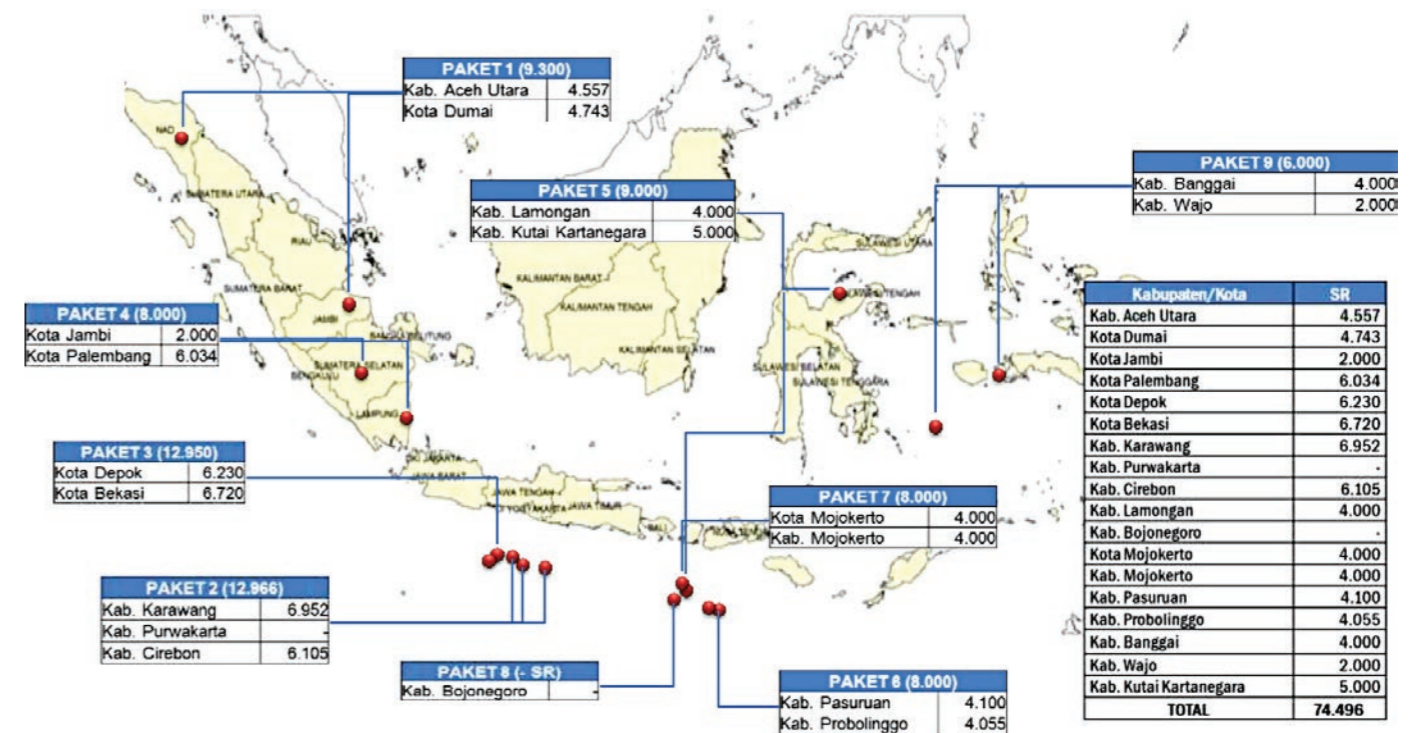 PAKET 1 (9.300)
Kab. Aceh Utara 4.557
Kota Dumai 4.743
PAKET 5 (9.000)
Kab. Lamongan 4.000
Kab. Kutai Kartanegara 5.000
PAKET 9 (6.000)
Kab. Banggai 4.000
Kab. Wajo 2.000
PAKET 4 (8.000)
Kota Jambi 2.000
Kota Palembang 6.034
PAKET 3 (12.950)
Kota Depok 6.230
Kota Bekasi 6.720
PAKET 7 (8.000)
Kota Mojokerto 4.000
Kab. Mojokerto 4.000
PAKET 2 (12.966)
Kab. Karawang 6.952
Kab. Purwakarta -
Kab. Cirebon 6.105
PAKET 8 (- SR)
Kab. Bojonegoro -
PAKET 6 (8.000)
Kab. Pasuruan 4.100
Kab. Probolinggo 4.055
Kabupaten/Kota SR
Kab. Aceh Utara 4.557
Kota Dumai 4.743
Kota Jambi 2.000
Kota Palembang 6.034
Kota Depok 6.230
Kota Bekasi 6.720
Kab. Karawang 6.952
Kab. Purwakarta -
Kab. Cirebon 6.105
Kab. Lamongan 4.000
Kab. Bojonegoro -
Kota Mojokerto 4.000
Kab. Mojokerto 4.000
Kab. Pasuruan 4.100
Kab. Probolinggo 4.055
Kab. Banggai 4.000
Kab. Wajo 2.000
Kab. Kutai Kartanegara 5.000
TOTAL 74.496
NAD
SUMATERA UTARA
RIAU
SUMATERA BARAT
JAMBI
SUMATERA SELATAN
LAMPUNG
JAWA BARAT
JAWA TENGAH
JAWA TIMUR
BALI
KALIMANTAN BARAT
KALIMANTAN TENGAH
KALIMANTAN SELATAN
SULAWESI UTARA
SULAWESI SELATAN
SULAWESI TENGGARA